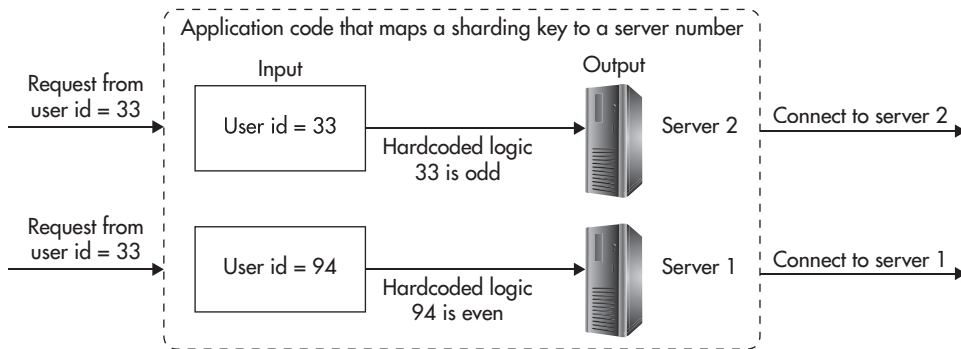 Application code that maps a sharding key to a server number
Input
Output
Request from
user id = 33
User id = 33
Hardcoded logic
33 is odd
Server 2
Connect to server 2
Request from
user id = 33
User id = 94
Hardcoded logic
94 is even
Server 1
Connect to server 1